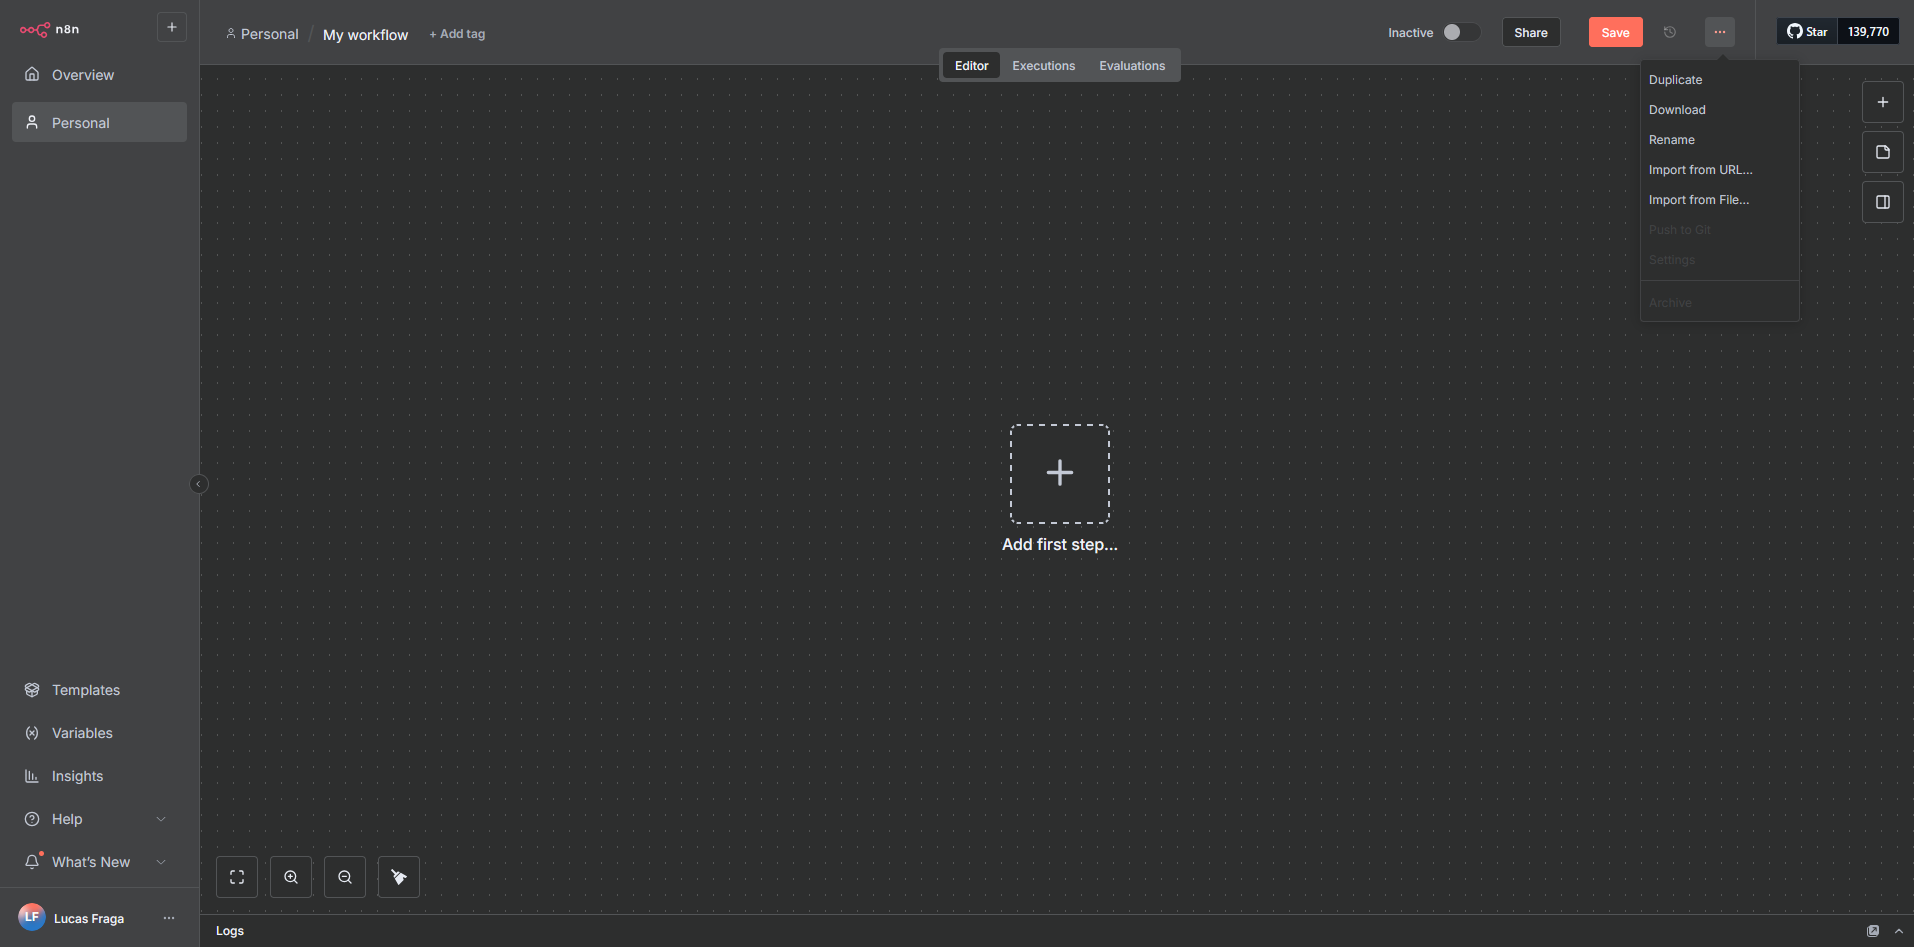 n8n
Overview
Personal
Personal / My workflow + Add tag
Inactive
Share
Save
Star 139,770
Editor Executions Evaluations
Duplicate
Download
Rename
Import from URL...
Import from File...
Push to Git
Settings
Archive
Add first step...
Templates
Variables
Insights
Help
What's New
LF Lucas Fraga
Logs